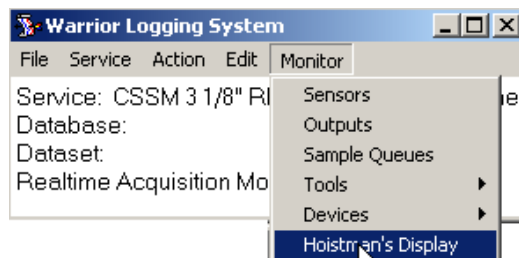 Warrior Logging System
File Service Action Edit Monitor
Service: CSSM 3 1/8"
Database:
Dataset:
Realtime Acquisition
Sensors
Outputs
Sample Queues
Tools
Devices
Hoistman's Display